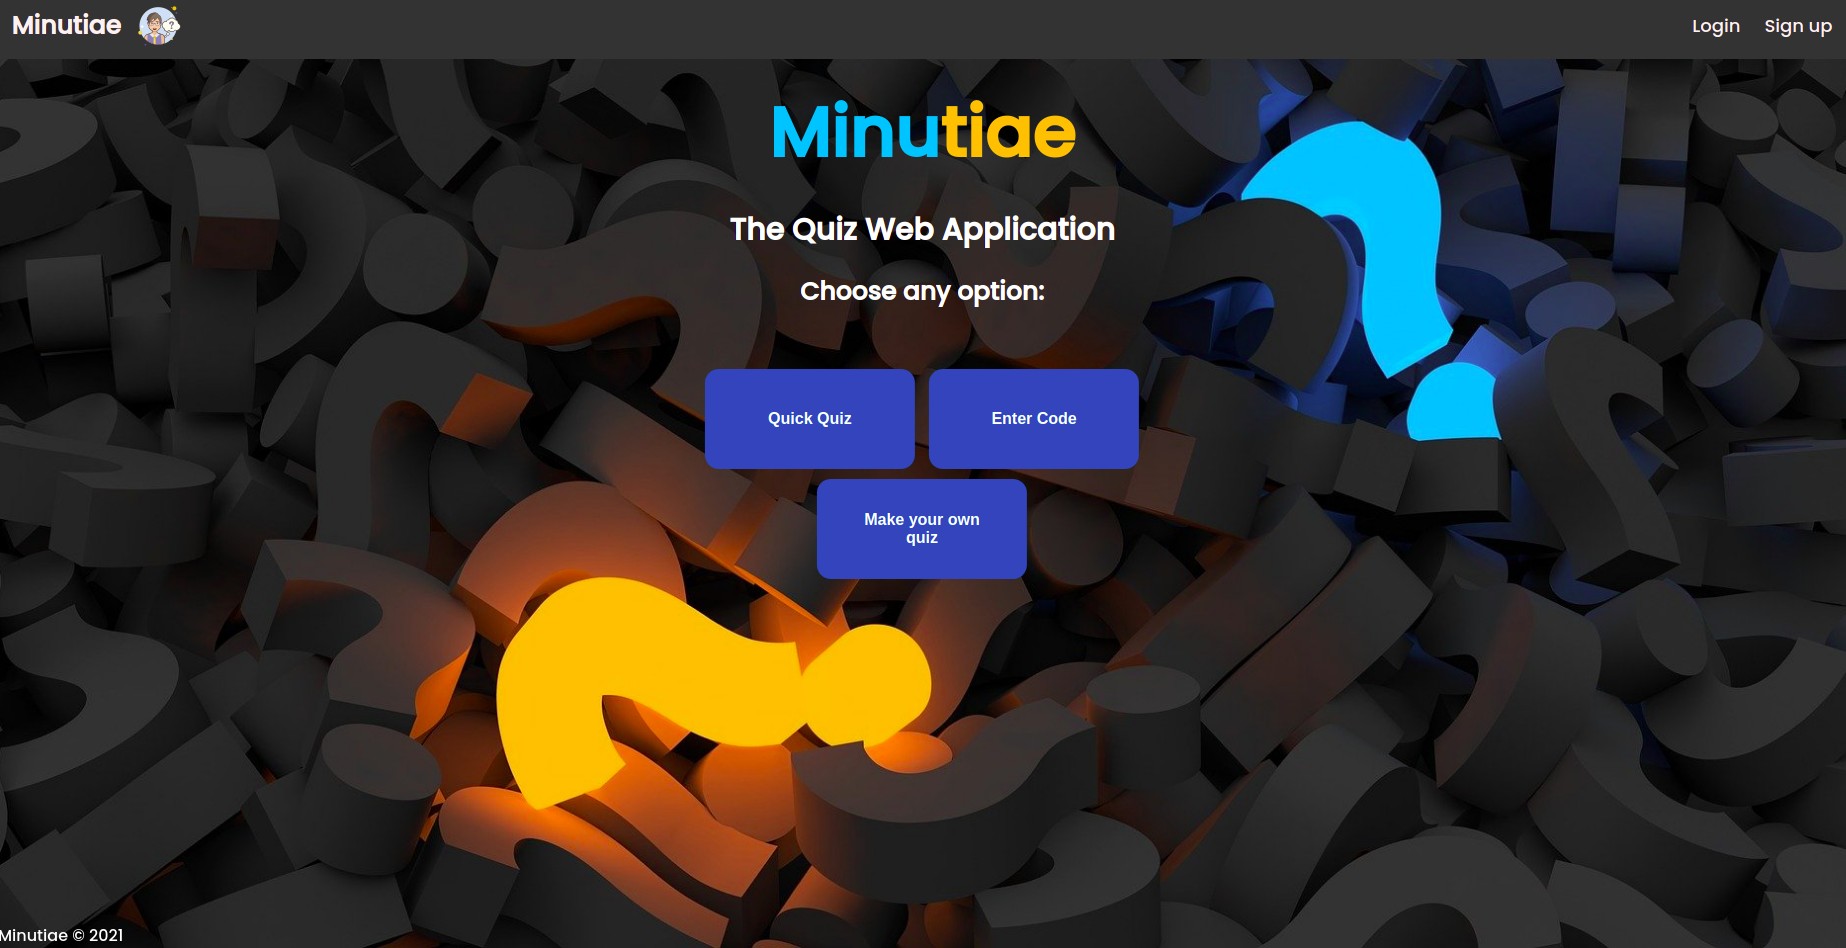 Minutiae
Login Sign up
Minutiae
The Quiz Web Application
Choose any option:
Quick Quiz
Enter Code
Make your own
quiz
Minutiae © 2021